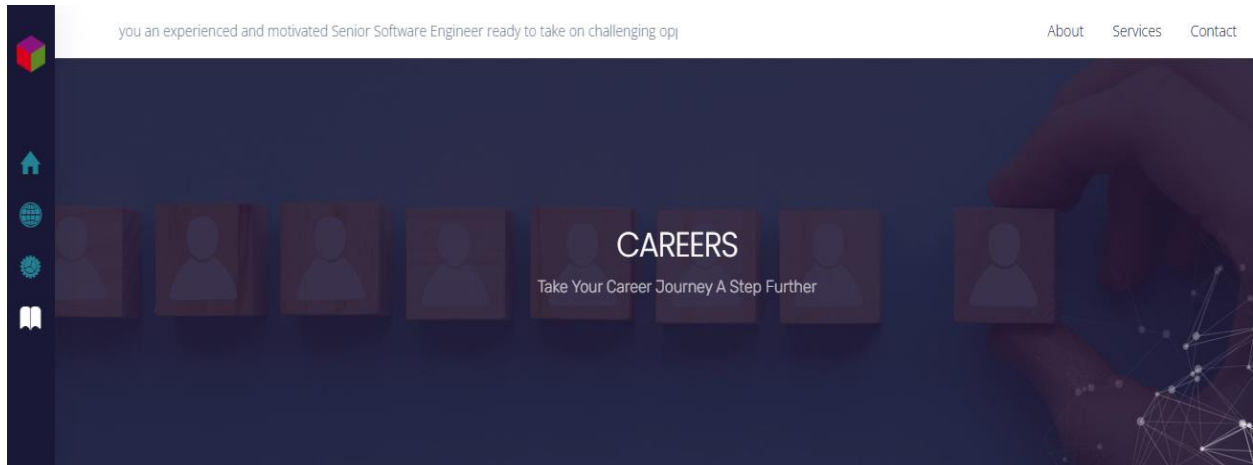 you an experienced and motivated Senior Software Engineer ready to take on challenging
About Services Contact
CAREERS
Take Your Career Journey A Step Further